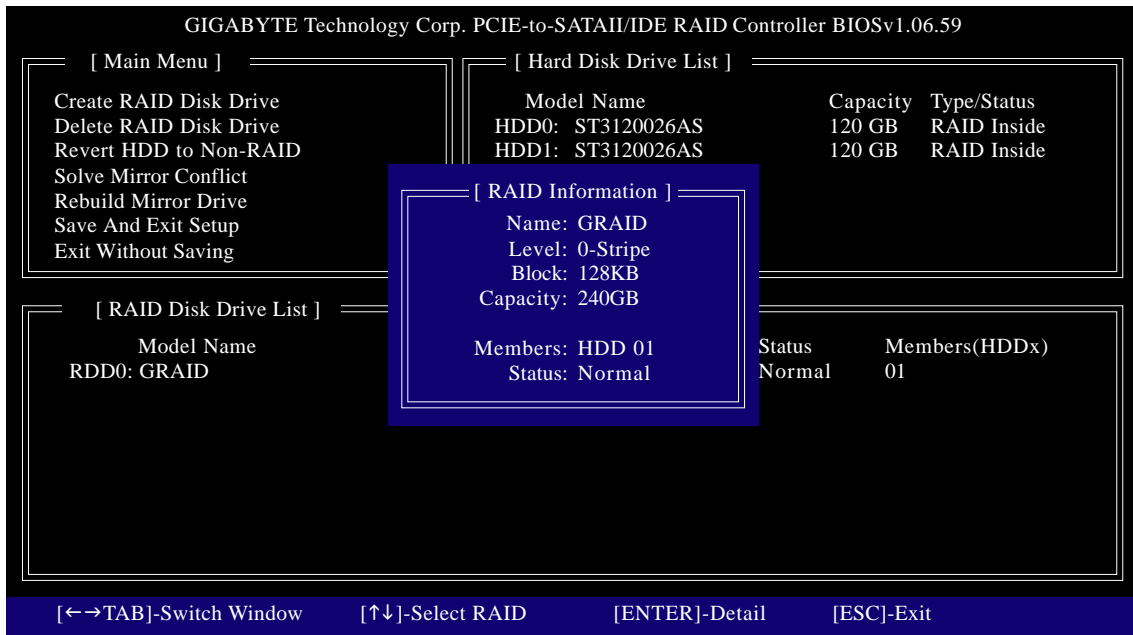 GIGABYTE Technology Corp. PCIE-to-SATAII/IDE RAID Controller BIOSv1.06.59
[ Main Menu ]
Create RAID Disk Drive
Delete RAID Disk Drive
Revert HDD to Non-RAID
Solve Mirror Conflict
Rebuild Mirror Drive
Save And Exit Setup
Exit Without Saving
[ Hard Disk Drive List ]
Model Name Capacity Type/Status
HDD0: ST3120026AS 120 GB RAID Inside
HDD1: ST3120026AS 120 GB RAID Inside
[ RAID Information ]
Name: GRAID
Level: 0-Stripe
Block: 128KB
Capacity: 240GB
Members: HDD 01
Status: Normal
[ RAID Disk Drive List ]
Model Name Status Members(HDDx)
RDD0: GRAID Normal 01
[←→TAB]-Switch Window [↑↓]-Select RAID [ENTER]-Detail [ESC]-Exit